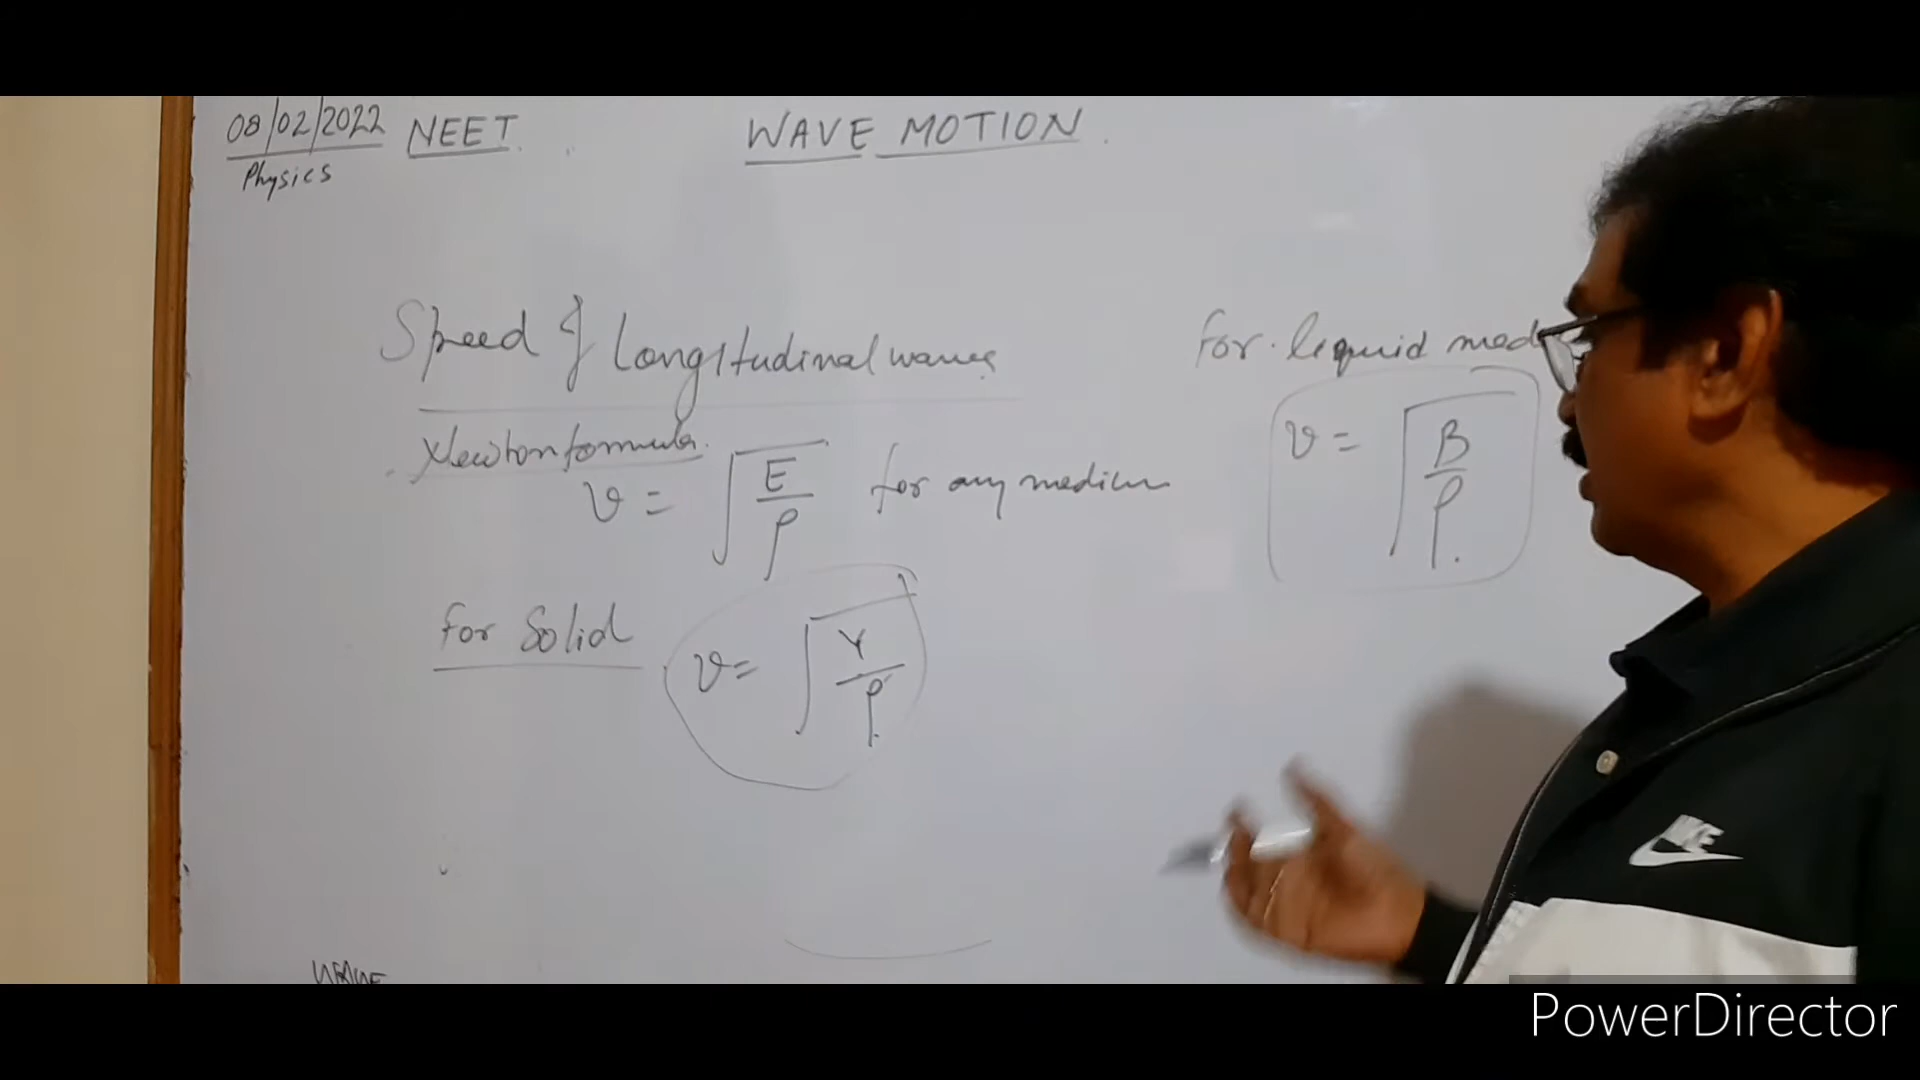 08/02/2022 NEET.
Physics
WAVE MOTION.
Speed of Longitudinal waves
Newton formula.
v = √E/ρ for any medium
For Solid v = √Y/ρ
For liquid med
v = √B/ρ
WAVE
NIKE
PowerDirector